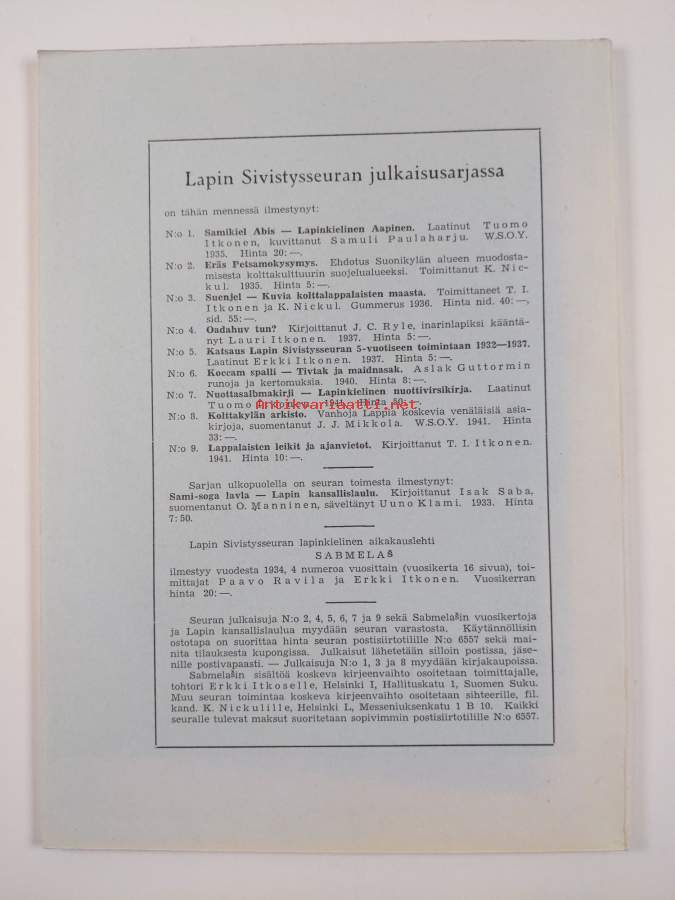 Lapin Sivistysseuran julkaisusarjassa
on tähän mennessä ilmestynyt:
N:o 1. Samikiel Abis — Lapinkielinen Aapinen. Laatinut Tuomo
Itkonen, kuvittanut Samuli Paulaharju. W.S.O.Y.
1935. Hinta 20:—.
N:o 2. Eräs Petsamokysymys. Ehdotus Suonikylän alueen muodosta-
misesta kolttakulttuurin suojelualueeksi. Toimittanut K. Nic-
kul. 1935. Hinta 5:—.
N:o 3. Suenjel — Kuvia kolttalappalaisten maasta. Toimittaneet T. I.
Itkonen ja K. Nickul. Gummerus 1936. Hinta nid. 40:—,
sid. 55:—.
N:o 4. Oadahuv tun? Kirjoittanut J. C. Ryle, inarinlapiksi kääntä-
nyt Lauri Itkonen. 1937. Hinta 5:—.
N:o 5. Katsaus Lapin Sivistysseuran 5-vuotiseen toimintaan 1932—1937.
Laatinut Erkki Itkonen. 1937. Hinta 5:—.
N:o 6. Koccam spalli — Tivtak ja maidnasak. Aslak Guttormin
runoja ja kertomuksia. 1940. Hinta 8:—.
N:o 7. Nuottasalbmakirji — Lapinkielinen nuottivirsikirja. Laatinut
Tuomo Itkonen. 1941. Hinta 50:—.
Antikvariaatti.net
N:o 8. Kolttakylän arkisto. Vanhoja Lappia koskevia venäläisiä asia-
kirjoja, suomentanut J. J. Mikkola. W.S.O.Y. 1941. Hinta
33:—.
N:o 9. Lappalaisten leikit ja ajanvietot. Kirjoittanut T. I. Itkonen.
1941. Hinta 10:—.
Sarjan ulkopuolella on seuran toimesta ilmestynyt:
Sami-soga lavla — Lapin kansallislaulu. Kirjoittanut Isak Saba,
suomentanut O. Manninen, säveltänyt Uuno Klami. 1933. Hinta
7:50.
Lapin Sivistysseuran lapinkielinen aikakauslehti
SABMELAŠ
ilmestyy vuodesta 1934, 4 numeroa vuosittain (vuosikerta 16 sivua), toi-
mittajat Paavo Ravila ja Erkki Itkonen. Vuosikerran
hinta 20:—.
Seuran julkaisuja N:o 2, 4, 5, 6, 7 ja 9 sekä Sabmelašin vuosikertoja
ja Lapin kansallislaulua myydään seuran varastosta. Käytännöllisin
ostotapa on suorittaa hinta seuran postisiirtotilille N:o 6557 sekä mai-
nita tilauksesta kupongissa. Julkaisut lähetetään silloin postissa, jäse-
nille postivapaasti. — Julkaisuja N:o 1, 3 ja 8 myydään kirjakaupoissa.
Sabmelašin sisältöä koskeva kirjeenvaihto osoitetaan toimittajalle,
tohtori Erkki Itkoselle, Helsinki I, Hallituskatu 1, Suomen Suku.
Muu seuran toimintaa koskeva kirjeenvaihto osoitetaan sihteerille, fil.
kand. K. Nickulille, Helsinki I., Messeniuksenkatu 1 B 10. Kaikki
seuralle tulevat maksut suoritetaan sopivimmin postisiirtotilille N:o 6557.